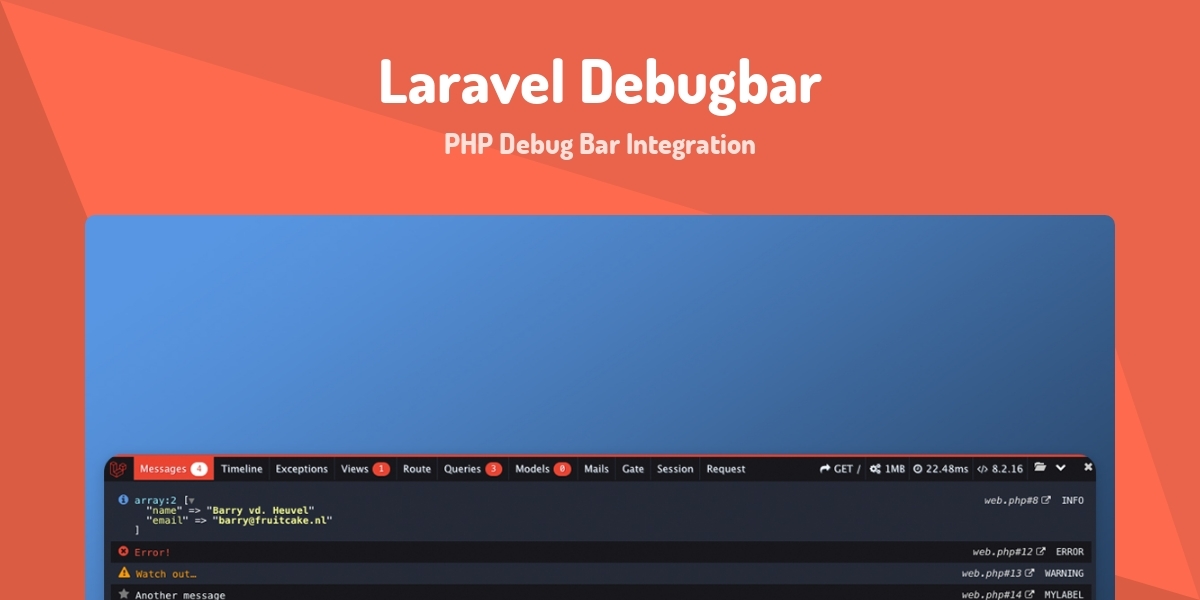 Laravel Debugbar
PHP Debug Bar Integration
Messages 4 Timeline Exceptions Views 1 Route Queries 3 Models 0 Mails Gate Session Request GET / 1MB 22.48ms 8.2.16
array:2 [ web.php#8 INFO
"name" => "Barry vd. Heuvel"
"email" => "barry@fruitcake.nl"
]
Error! web.php#12 ERROR
Watch out… web.php#13 WARNING
Another message web.php#14 MYLABEL